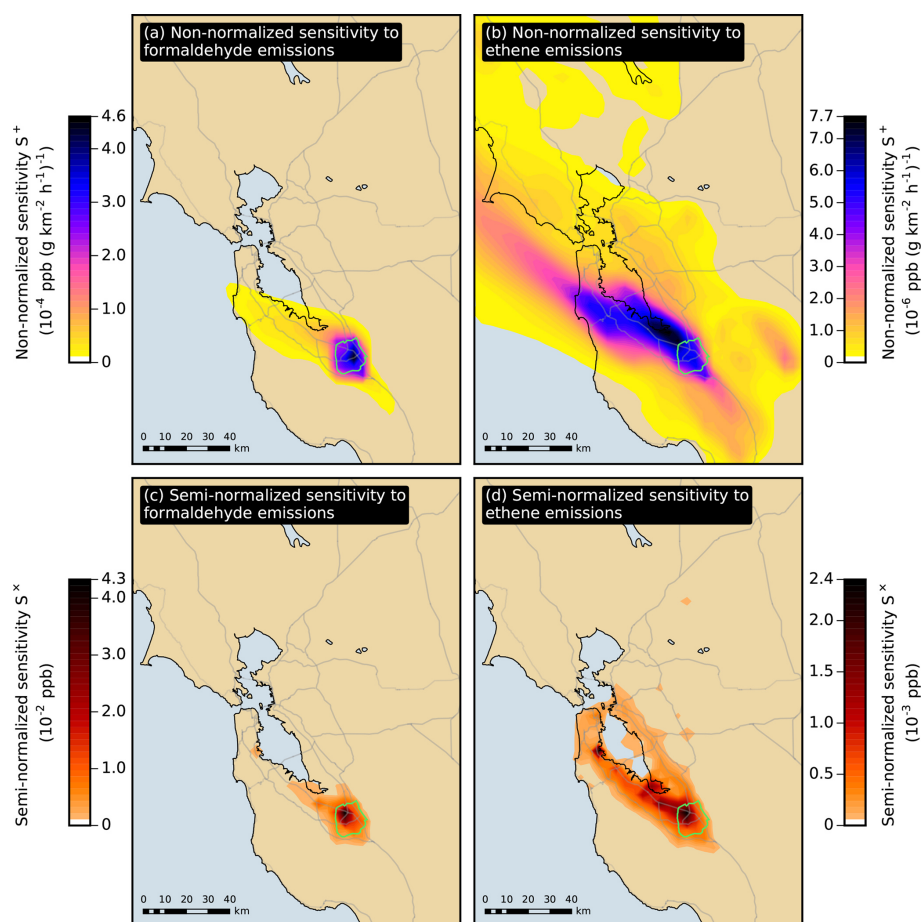 (a) Non-normalized sensitivity to
formaldehyde emissions
(b) Non-normalized sensitivity to
ethene emissions
Non-normalized sensitivity S⁺
(10⁻⁴ ppb (g km⁻² h⁻¹)⁻¹)
4.6
4.0
3.0
2.0
1.0
0
0 10 20 30 40
km
0 10 20 30 40
km
7.7
7.0
6.0
5.0
4.0
3.0
2.0
1.0
0
Non-normalized sensitivity S⁺
(10⁻⁶ ppb (g km⁻² h⁻¹)⁻¹)
(c) Semi-normalized sensitivity to
formaldehyde emissions
(d) Semi-normalized sensitivity to
ethene emissions
Semi-normalized sensitivity Sˣ
(10⁻² ppb)
4.3
4.0
3.0
2.0
1.0
0
0 10 20 30 40
km
0 10 20 30 40
km
2.4
2.0
1.5
1.0
0.5
0
Semi-normalized sensitivity Sˣ
(10⁻³ ppb)